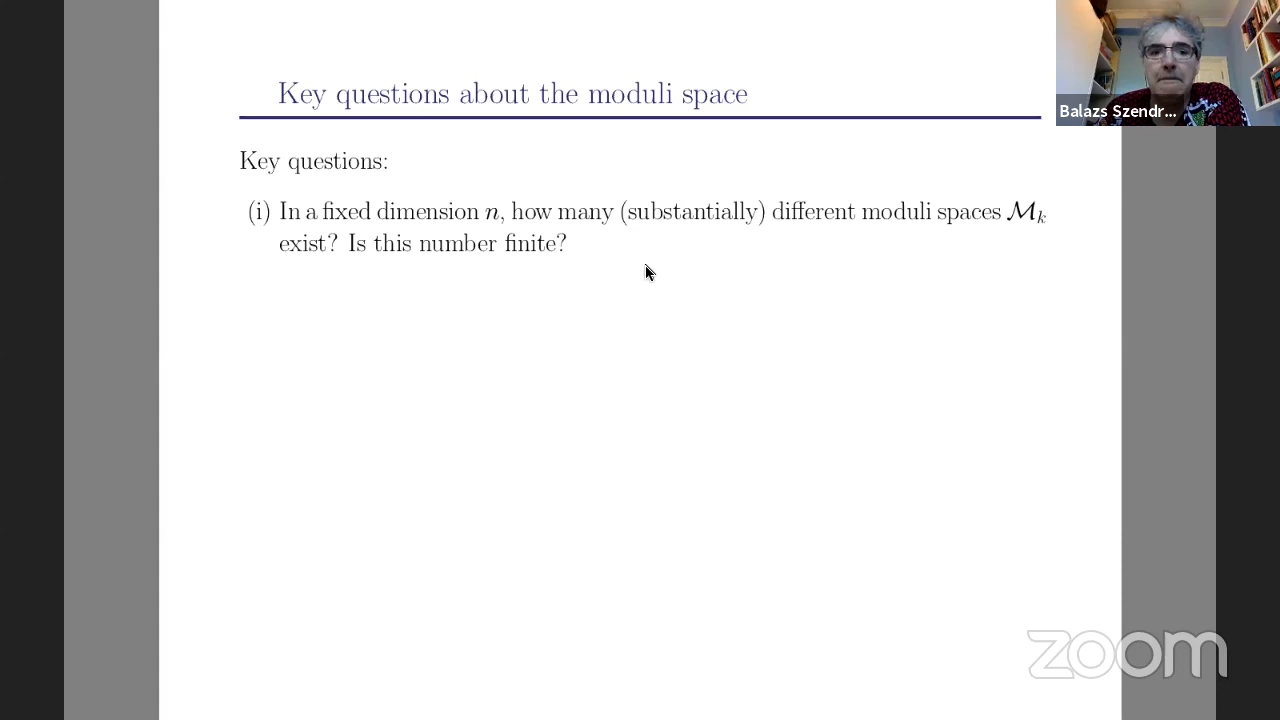 Key questions about the moduli space
Balazs Szendr...
Key questions:
(i) In a fixed dimension n, how many (substantially) different moduli spaces ℳₖ
exist? Is this number finite?
zoom